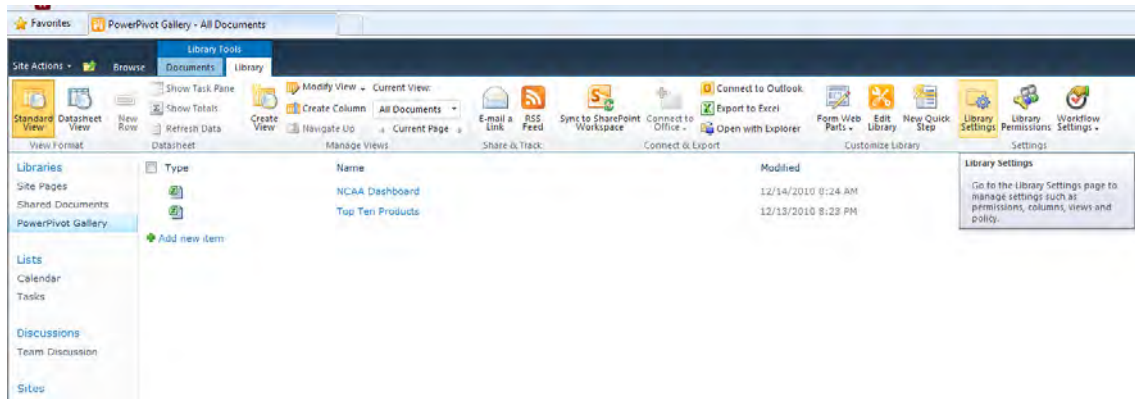 Favorites PowerPivot Gallery - All Documents
Library Tools
Site Actions Browse Documents Library
Standard View Datasheet View New Row Show Task Pane Show Totals Refresh Data Create View Modify View Create Column Navigate Up Current View: All Documents Current Page E-mail a Link RSS Feed Sync to SharePoint Workspace Connect to Office Connect to Outlook Export to Excel Open with Explorer Form Web Parts Edit Library New Quick Step Library Settings Library Permissions Workflow Settings
View Format Datasheet Manage Views Share & Track Connect & Export Customize Library Settings
Libraries Type Name Modified
Site Pages NCAA Dashboard 12/14/2010 8:24 AM
Shared Documents Top Ten Products 12/13/2010 8:23 PM
PowerPivot Gallery
Add new item
Library Settings
Go to the Library Settings page to
manage settings such as
permissions, columns, views and
policy.
Lists
Calendar
Tasks
Discussions
Team Discussion
Sites